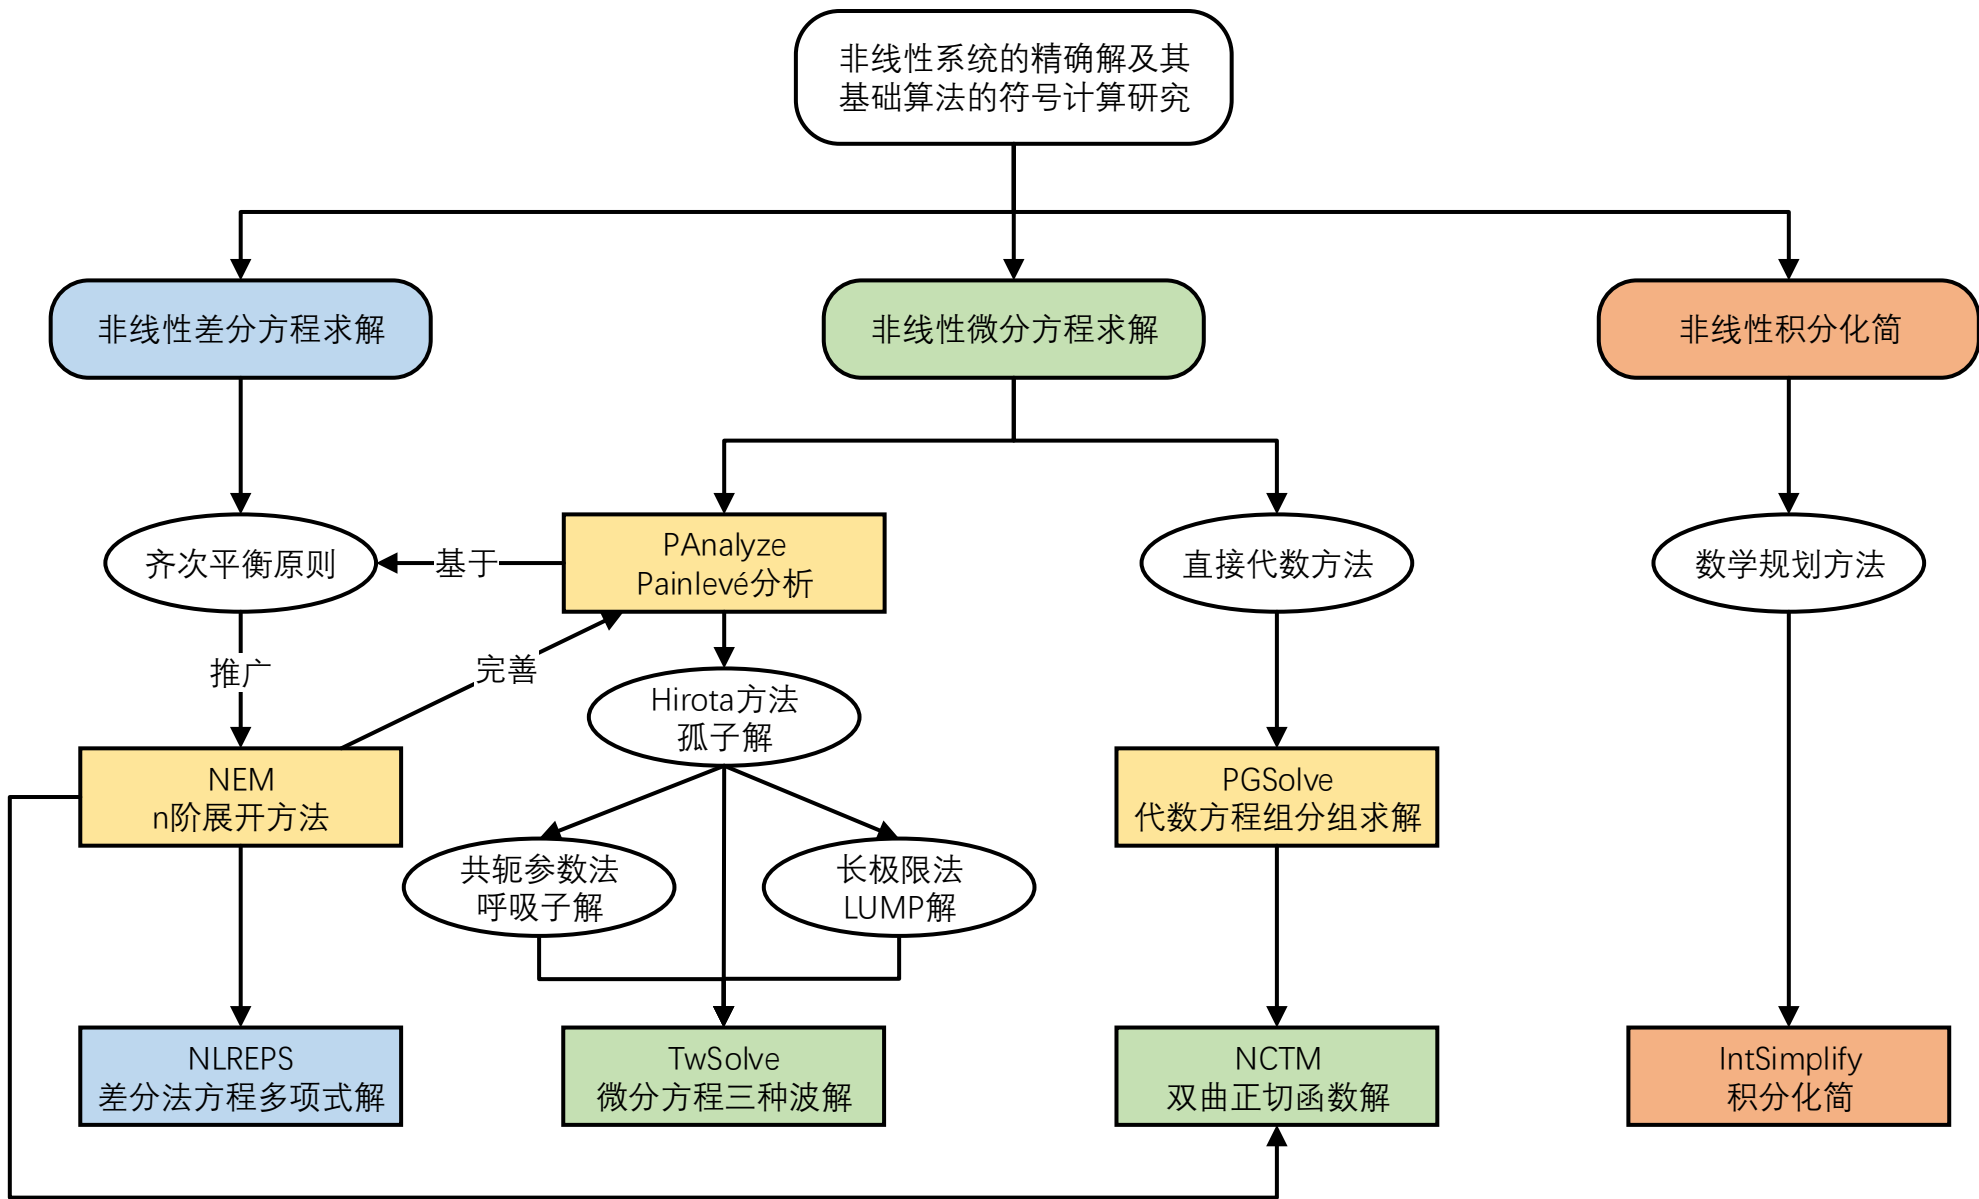 非线性系统的精确解及其
基础算法的符号计算研究
非线性差分方程求解
非线性微分方程求解
非线性积分化简
齐次平衡原则
基于
PAnalyze
Painlevé分析
直接代数方法
数学规划方法
推广
完善
Hirota方法
孤子解
NEM
n阶展开方法
PGSolve
代数方程组分组求解
共轭参数法
呼吸子解
长极限法
LUMP解
NLREPS
差分法方程多项式解
TwSolve
微分方程三种波解
NCTM
双曲正切函数解
IntSimplify
积分化简